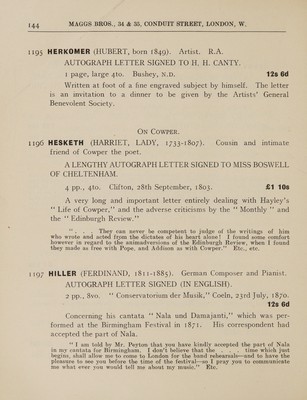 144 MAGGS BROS., 34 & 35, CONDUIT STREET, LONDON, W.
1195 HERKOMER (HUBERT, born 1849). Artist. R.A.
AUTOGRAPH LETTER SIGNED TO H. H. CANTY.
1 page, large 4to. Bushey, N.D. 12s 6d
Written at foot of a fine engraved subject by himself. The letter
is an invitation to a dinner to be given by the Artists' General
Benevolent Society.
ON COWPER.
1196 HESKETH (HARRIET, LADY, 1733-1807). Cousin and intimate
friend of Cowper the poet.
A LENGTHY AUTOGRAPH LETTER SIGNED TO MISS BOSWELL
OF CHELTENHAM.
4 pp., 4to. Clifton, 28th September, 1803. £1 10s
A very long and important letter entirely dealing with Hayley's
" Life of Cowper," and the adverse criticisms by the " Monthly " and
the " Edinburgh Review."
" . . . They can never be competent to judge of the writings of him
who wrote and acted from the dictates of his heart alone! I found some comfort
however in regard to the animadversions of the Edinburgh Review, when I found
they made as free with Pope, and Addison as with Cowper." Etc., etc.
1197 HILLER (FERDINAND, 1811-1885). German Composer and Pianist.
AUTOGRAPH LETTER SIGNED (IN ENGLISH).
2 pp., 8vo. " Conservatorium der Musik," Coeln, 23rd July, 1870.
12s 6d
Concerning his cantata " Nala und Damajanti," which was per-
formed at the Birmingham Festival in 1871. His correspondent had
accepted the part of Nala.
" I am told by Mr. Peyton that you have kindly accepted the part of Nala
in my cantata for Birmingham. I don't believe that the . . . time which just
begins, shall allow me to come to London for the band rehearsals—and to have the
pleasure to see you before the time of the festival—so I pray you to communicate
me what ever you would tell me about my music." Etc.